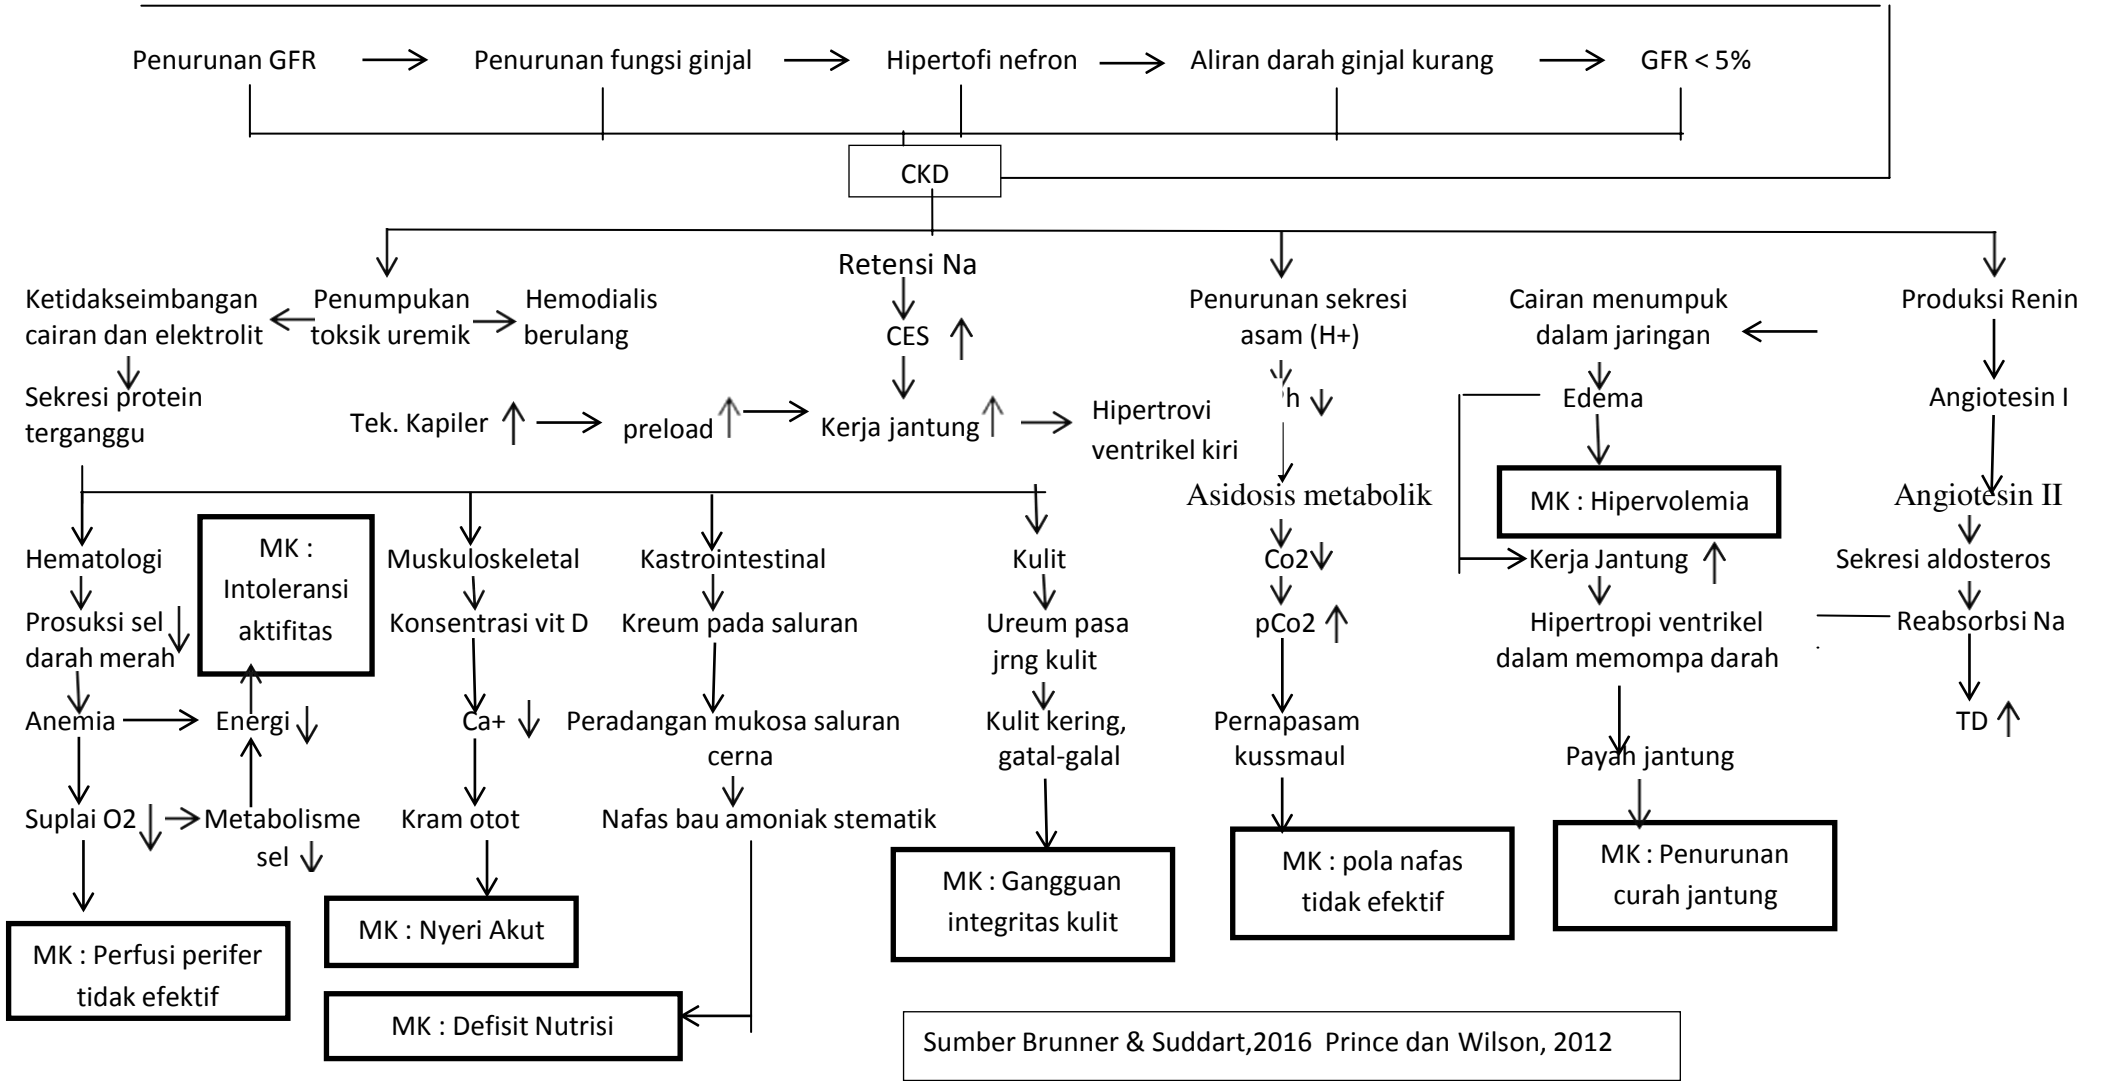 Penurunan GFR
Penurunan fungsi ginjal
Hipertofi nefron
Aliran darah ginjal kurang
GFR < 5%
CKD
Retensi Na
Ketidakseimbangan
cairan dan elektrolit
Penumpukan
toksik uremik
Hemodialis
berulang
CES
Penurunan sekresi
asam (H+)
Cairan menumpuk
dalam jaringan
Produksi Renin
Sekresi protein
terganggu
Tek. Kapiler
preload
Kerja jantung
Hipertrovi
ventrikel kiri
h
Edema
Angiotesin I
Asidosis metabolik
MK : Hipervolemia
Angiotesin II
Hematologi
MK :
Intoleransi
aktifitas
Muskuloskeletal
Kastrointestinal
Kulit
Co2
Kerja Jantung
Sekresi aldosteros
Prosuksi sel
darah merah
Konsentrasi vit D
Kreum pada saluran
Ureum pasa
jrng kulit
pCo2
Hipertropi ventrikel
dalam memompa darah
Reabsorbsi Na
Anemia
Energi
Ca+
Peradangan mukosa saluran
cerna
Kulit kering,
gatal-galal
Pernapasam
kussmaul
Payah jantung
TD
Suplai O2
Metabolisme
sel
Kram otot
Nafas bau amoniak stematik
MK : Gangguan
integritas kulit
MK : pola nafas
tidak efektif
MK : Penurunan
curah jantung
MK : Perfusi perifer
tidak efektif
MK : Nyeri Akut
MK : Defisit Nutrisi
Sumber Brunner & Suddart,2016 Prince dan Wilson, 2012